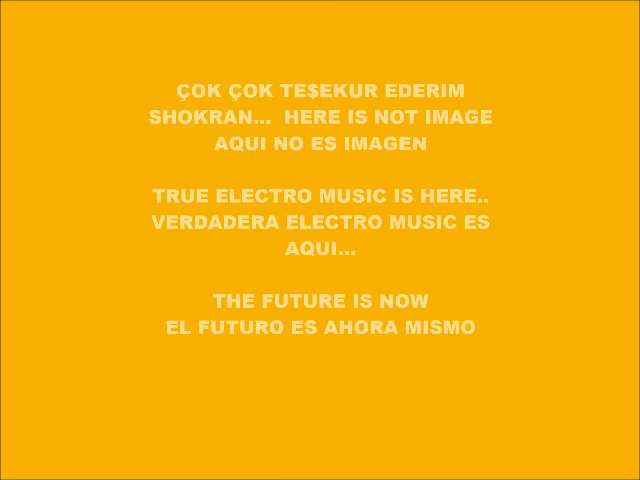 ÇOK ÇOK TE$EKUR EDERIM
SHOKRAN... HERE IS NOT IMAGE
AQUI NO ES IMAGEN
TRUE ELECTRO MUSIC IS HERE..
VERDADERA ELECTRO MUSIC ES
AQUI...
THE FUTURE IS NOW
EL FUTURO ES AHORA MISMO